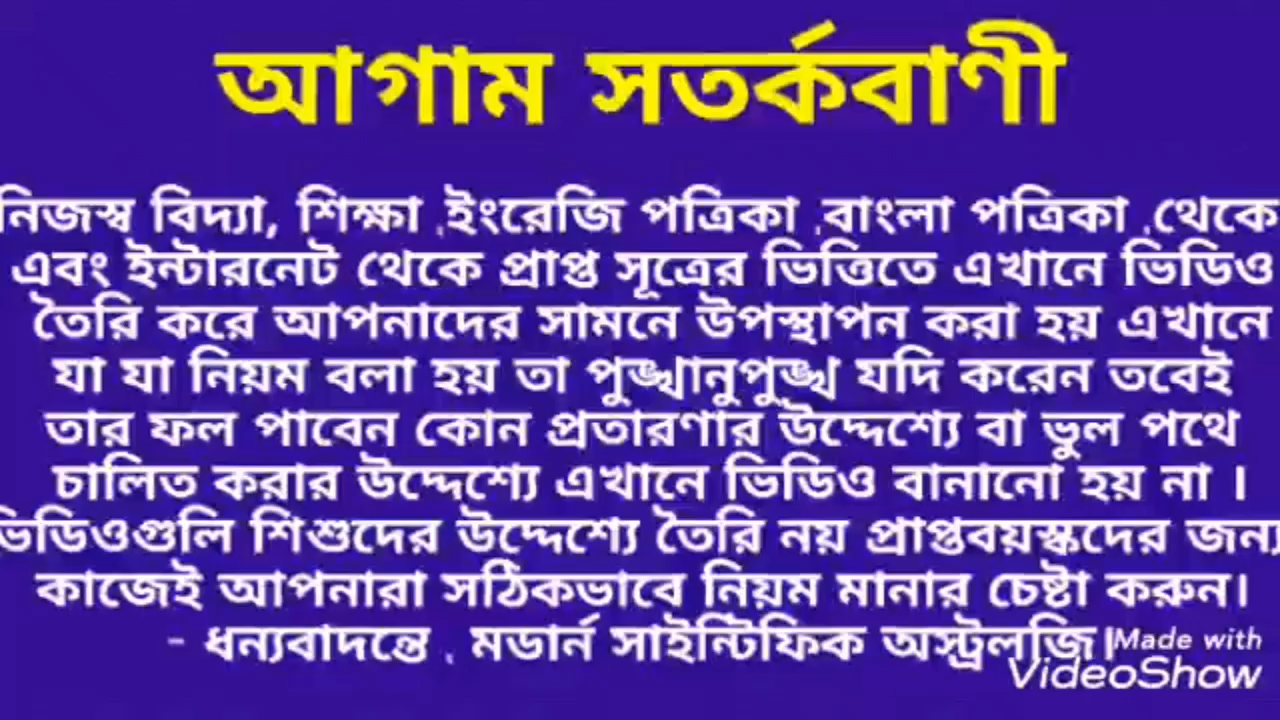 আগাম সতর্কবাণী
নিজস্ব বিদ্যা, শিক্ষা ,ইংরেজি পত্রিকা ,বাংলা পত্রিকা ,থেকে
এবং ইন্টারনেট থেকে প্রাপ্ত সূত্রের ভিত্তিতে এখানে ভিডিও
তৈরি করে আপনাদের সামনে উপস্থাপন করা হয় এখানে
যা যা নিয়ম বলা হয় তা পুঙ্খানুপুঙ্খ যদি করেন তবেই
তার ফল পাবেন কোন প্রতারণার উদ্দেশ্যে বা ভুল পথে
চালিত করার উদ্দেশ্যে এখানে ভিডিও বানানো হয় না ।
ভিডিওগুলি শিশুদের উদ্দেশ্যে তৈরি নয় প্রাপ্তবয়স্কদের জন্য
কাজেই আপনারা সঠিকভাবে নিয়ম মানার চেষ্টা করুন।
- ধন্যবাদন্তে , মডার্ন সাইন্টিফিক অস্ট্রলজি।
Made with
VideoShow